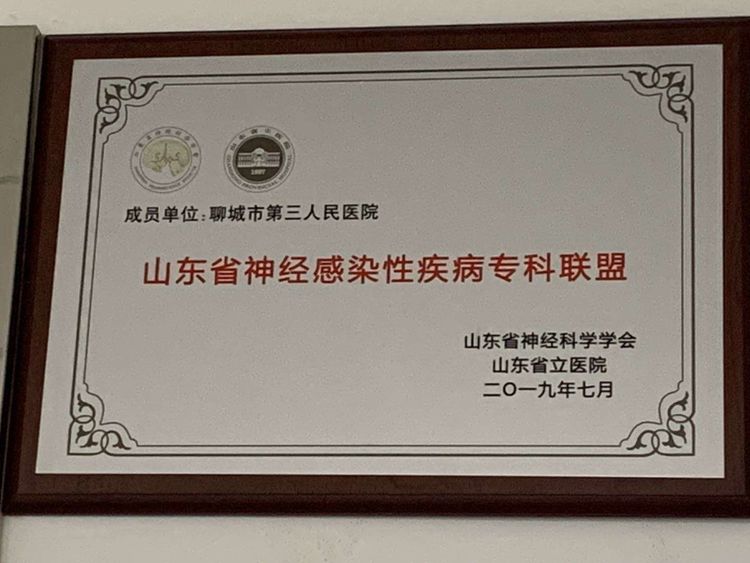 成员单位:聊城市第三人民医院
山东省神经感染性疾病专科联盟
山东省神经科学学会
山东省立医院
二〇一九年七月